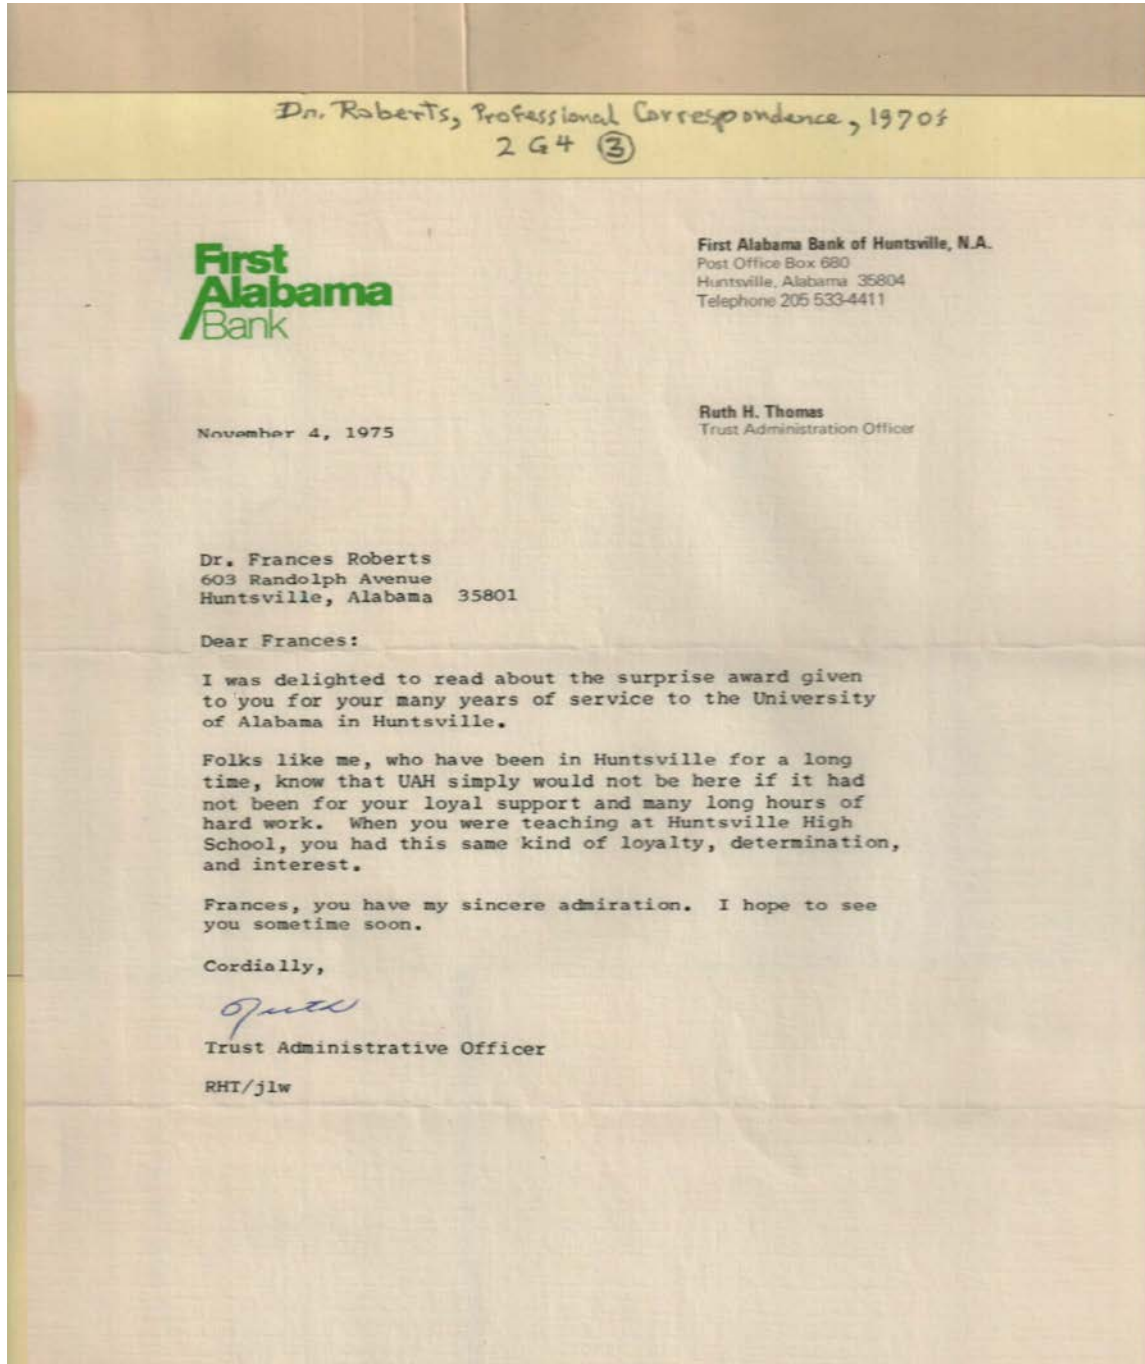 Dr. Roberts, Professional Correspondence, 1970s
2 G4 ③
First
Alabama
Bank
First Alabama Bank of Huntsville, N.A.
Post Office Box 680
Huntsville, Alabama 35804
Telephone 205 533-4411
Ruth H. Thomas
Trust Administration Officer
November 4, 1975
Dr. Frances Roberts
603 Randolph Avenue
Huntsville, Alabama 35801
Dear Frances:
I was delighted to read about the surprise award given
to you for your many years of service to the University
of Alabama in Huntsville.
Folks like me, who have been in Huntsville for a long
time, know that UAH simply would not be here if it had
not been for your loyal support and many long hours of
hard work. When you were teaching at Huntsville High
School, you had this same kind of loyalty, determination,
and interest.
Frances, you have my sincere admiration. I hope to see
you sometime soon.
Cordially,
Ruth
Trust Administrative Officer
RHT/jlw